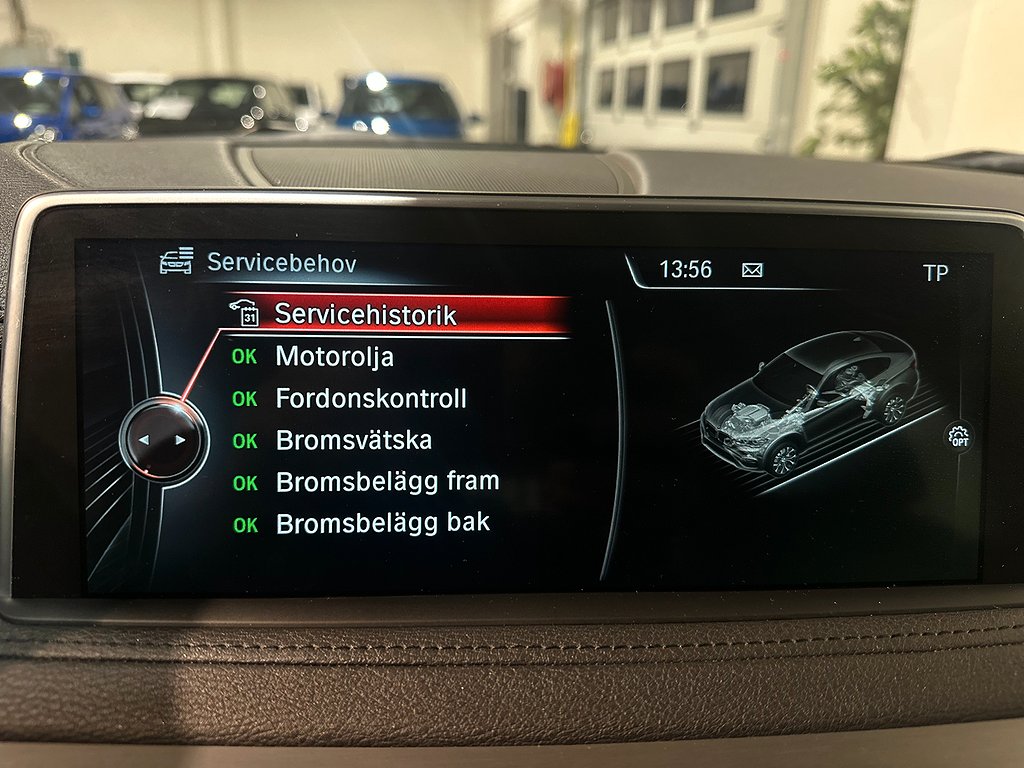 Servicebehov
13:56
TP
31 Servicehistorik
OK Motorolja
OK Fordonskontroll
OK Bromsvätska
OK Bromsbelägg fram
OK Bromsbelägg bak
OPT